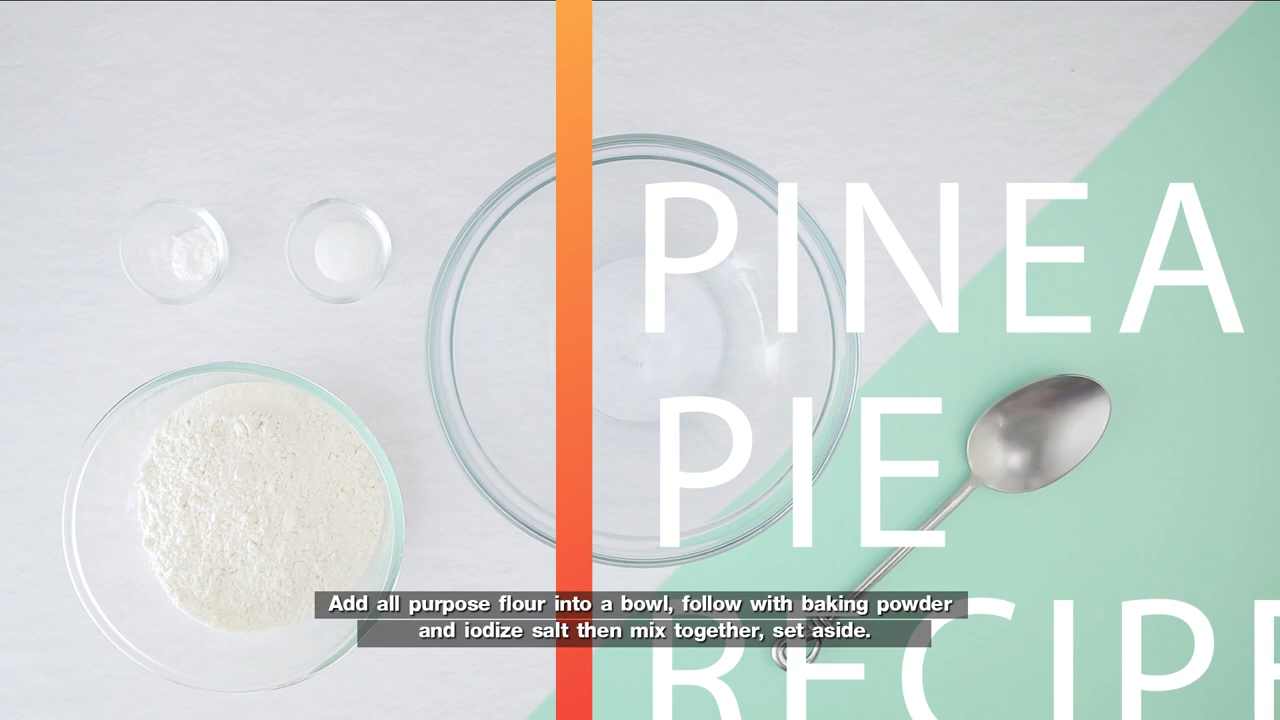 PINEA
PIE
RECIPE
Add all purpose flour into a bowl, follow with baking powder
and iodize salt then mix together, set aside.